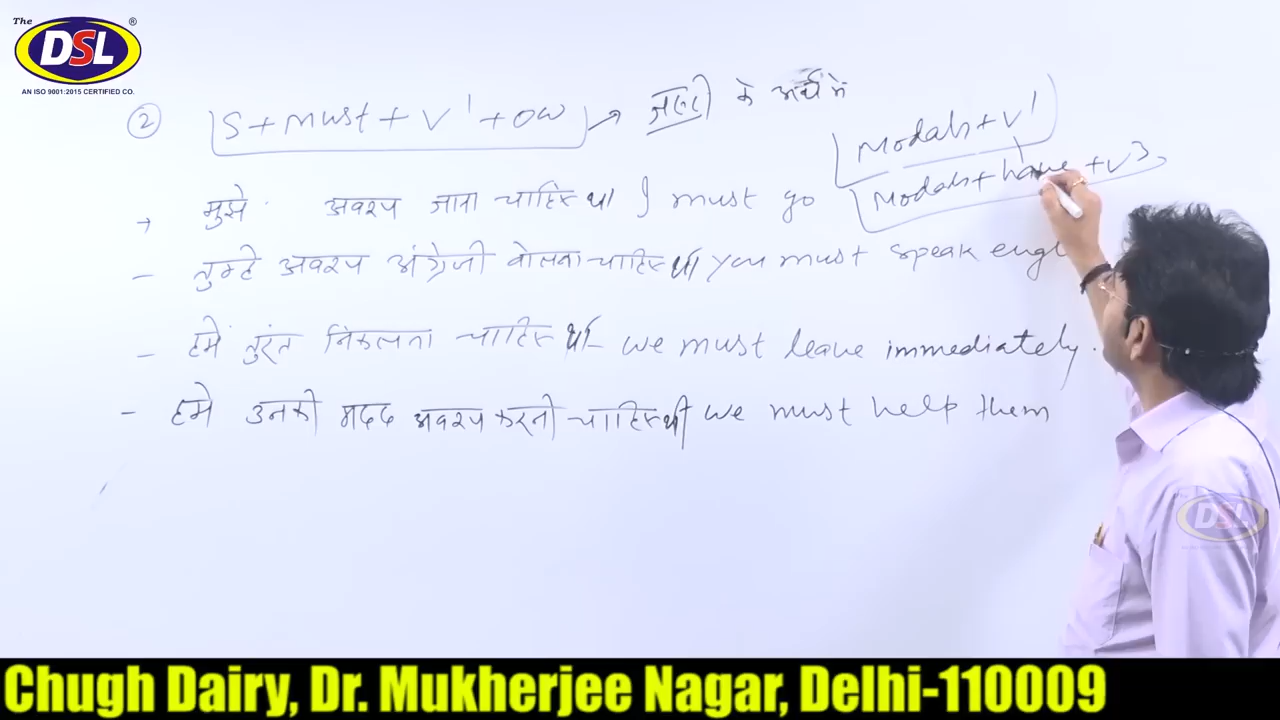 The
DSL ®
AN ISO 9001:2015 CERTIFIED CO.
② S + must + V¹ + ow → जरूरी के अर्थ में
Modals + V¹
Modals + have + V³
→ मुझे अवश्य जाना चाहिए था I must go
- तुम्हे अवश्य अंग्रेजी बोलना चाहिए था you must speak engl
- हमें तुरंत निकलना चाहिए था we must leave immediately.
- हमे उनकी मदद अवश्य करनी चाहिए थी we must help them
DSL
Chugh Dairy, Dr. Mukherjee Nagar, Delhi-110009